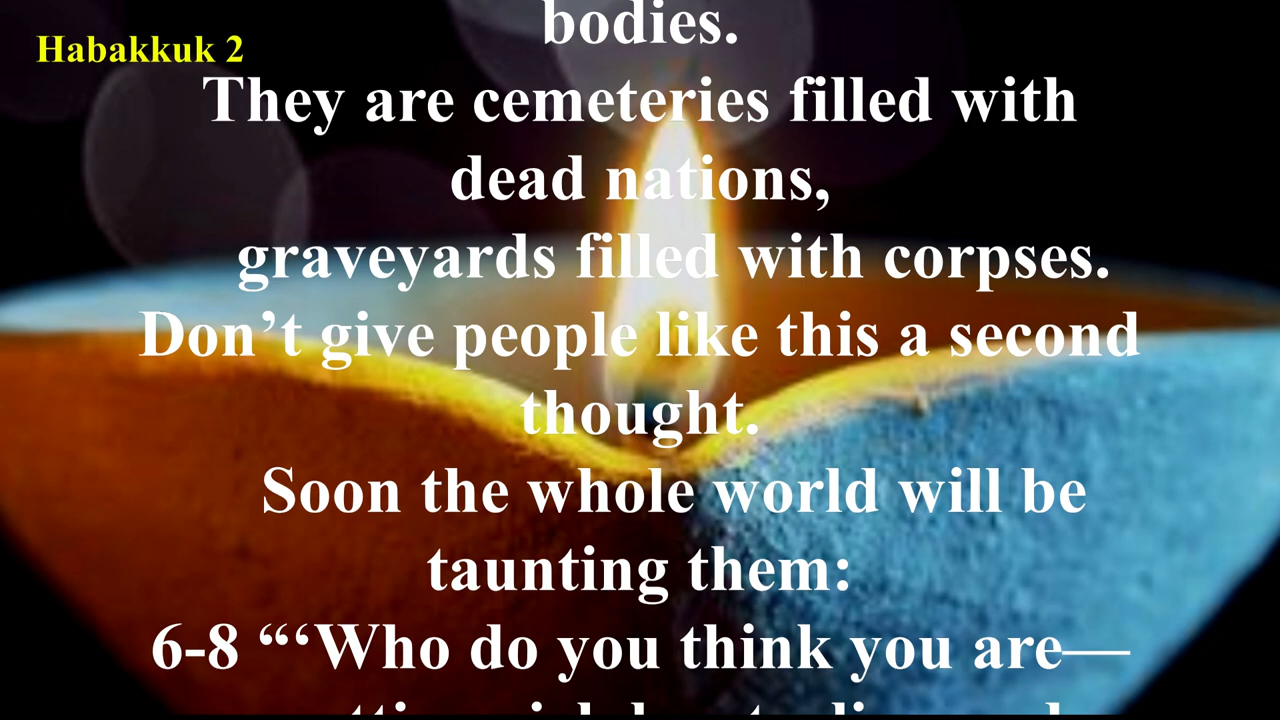 bodies.
Habakkuk 2
They are cemeteries filled with
dead nations,
graveyards filled with corpses.
Don’t give people like this a second
thought.
Soon the whole world will be
taunting them:
6-8 “‘Who do you think you are—